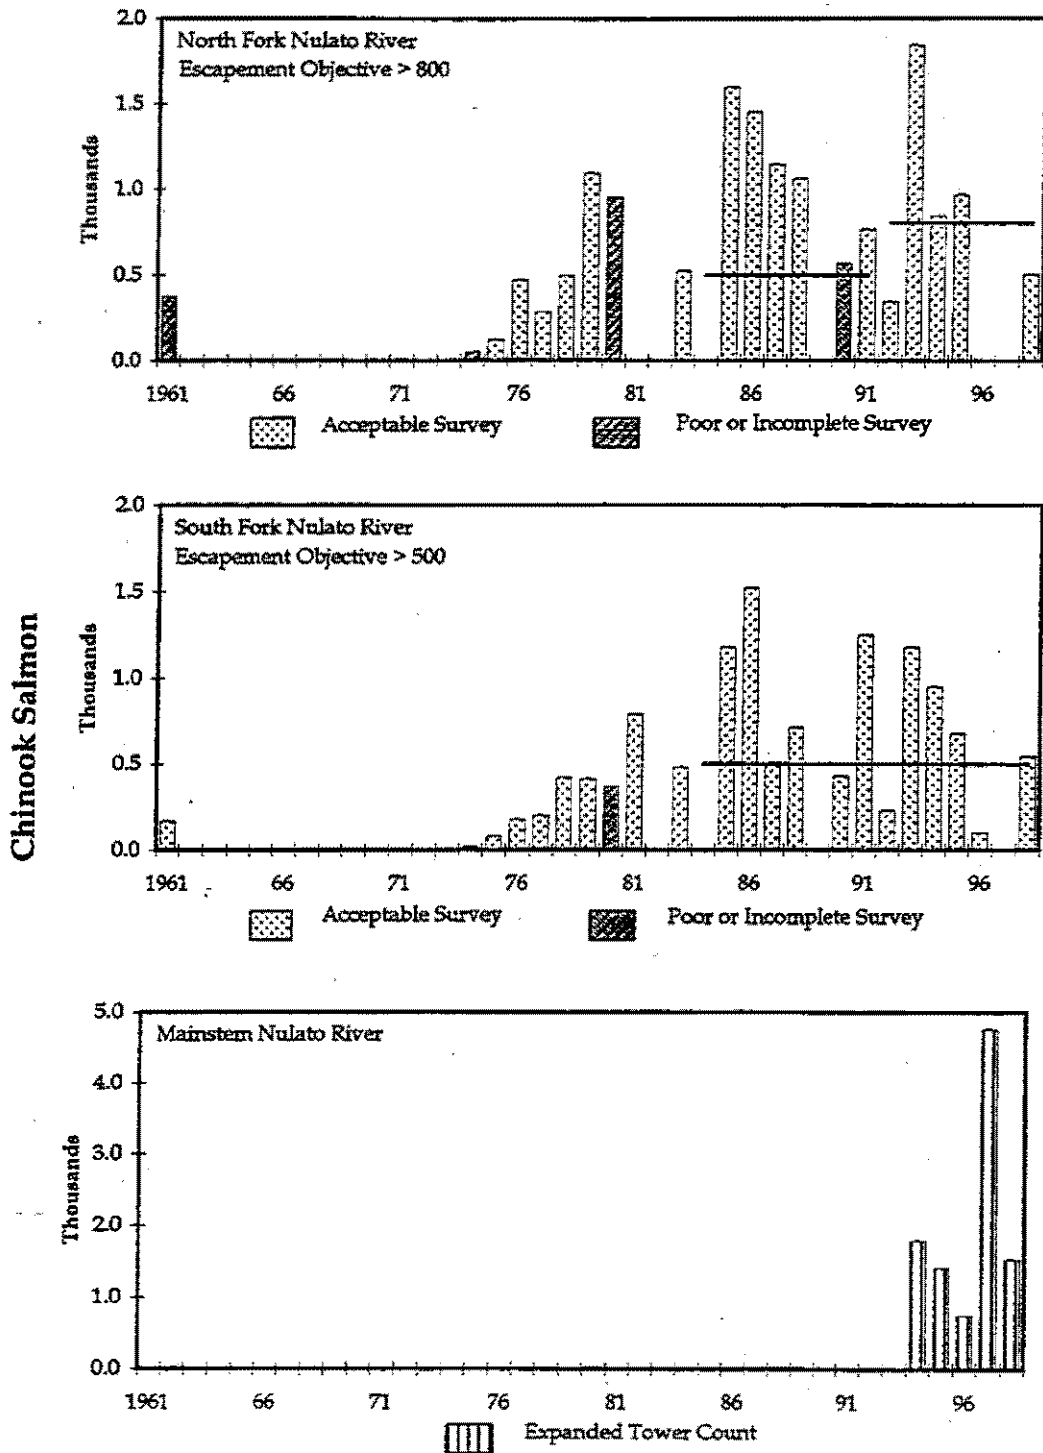 2.0
North Fork Nulato River
Escapement Objective > 800
1.5
1.0
0.5
0.0
Thousands
1961 66 71 76 81 86 91 96
Acceptable Survey Poor or Incomplete Survey
Chinook Salmon
2.0
South Fork Nulato River
Escapement Objective > 500
1.5
1.0
0.5
0.0
Thousands
1961 66 71 76 81 86 91 96
Acceptable Survey Poor or Incomplete Survey
5.0
Mainstem Nulato River
4.0
3.0
2.0
1.0
0.0
Thousands
1961 66 71 76 81 86 91 96
Expanded Tower Count